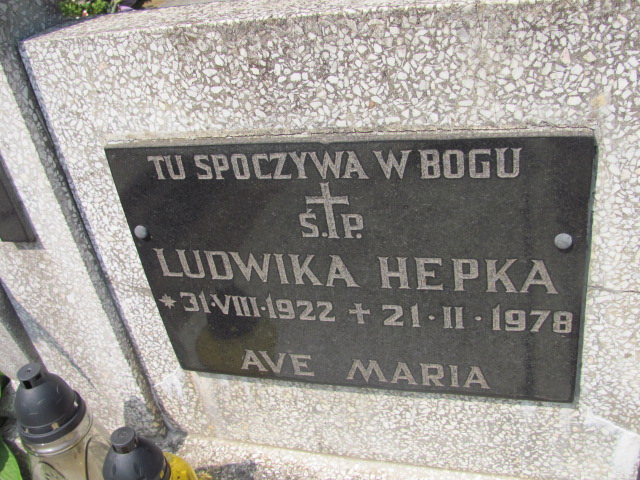 TU SPOCZYWA W BOGU
Ś.†P.
LUDWIKA HEPKA
* 31·VIII·1922 † 21·II·1978
AVE MARIA